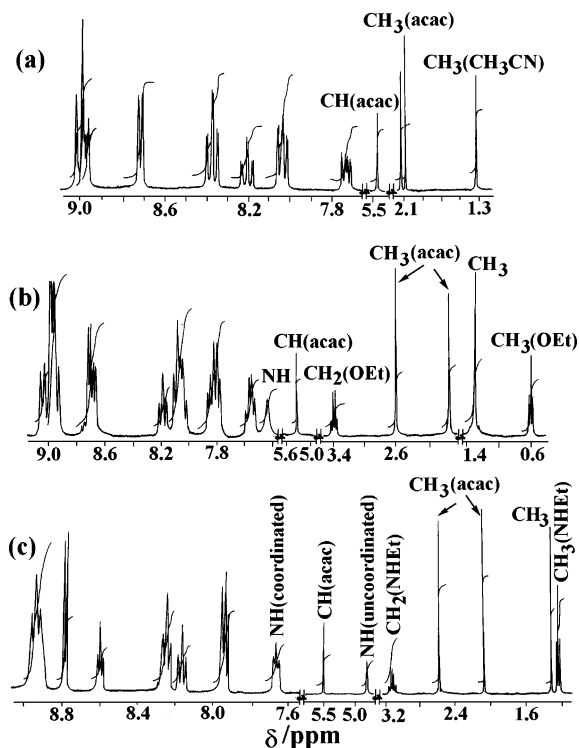 (a)
CH3(acac)
CH3(CH3CN)
CH(acac)
9.0 8.6 8.2 7.8 5.5 2.1 1.3
(b)
CH3(acac)
CH3
CH(acac)
CH3(OEt)
NH CH2(OEt)
9.0 8.6 8.2 7.8 5.6 5.0 3.4 2.6 1.4 0.6
(c)
NH(coordinated)
CH(acac)
NH(uncoordinated)
CH2(NHEt)
CH3(acac)
CH3
CH3(NHEt)
8.8 8.4 8.0 7.6 5.5 5.0 3.2 2.4 1.6
δ/ppm